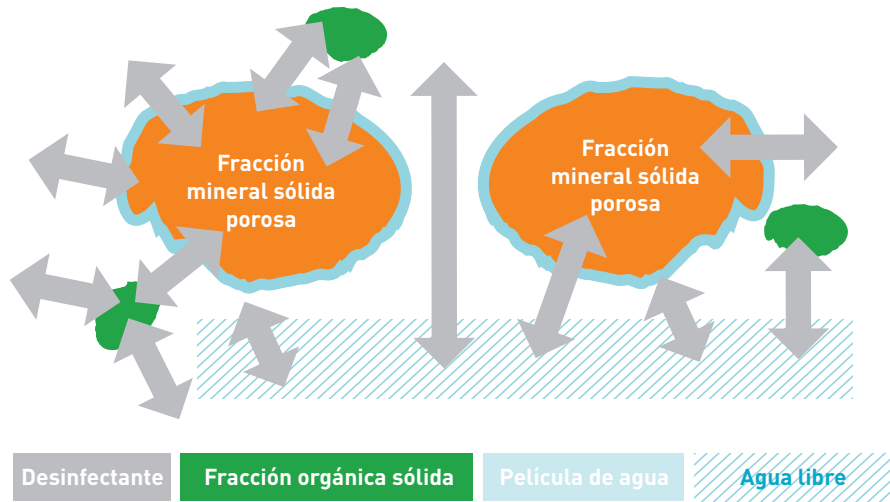 Fracción
mineral sólida
porosa
Fracción
mineral sólida
porosa
Desinfectante
Fracción orgánica sólida
Película de agua
Agua libre